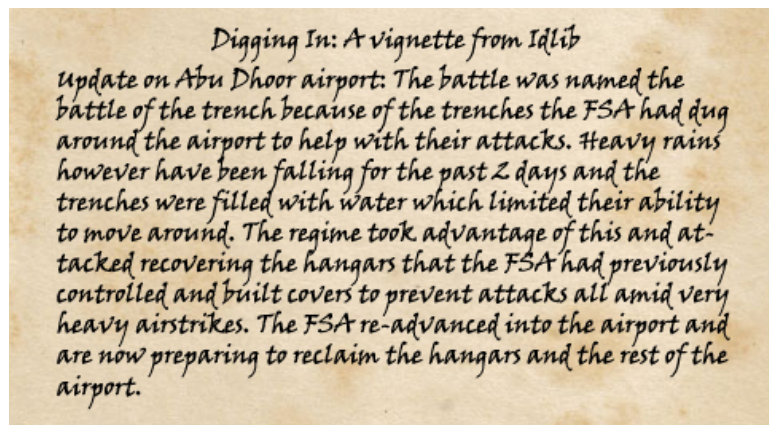 Digging In: A vignette from Idlib
Update on Abu Dhoor airport: The battle was named the
battle of the trench because of the trenches the FSA had dug
around the airport to help with their attacks. Heavy rains
however have been falling for the past 2 days and the
trenches were filled with water which limited their ability
to move around. The regime took advantage of this and at-
tacked recovering the hangars that the FSA had previously
controlled and built covers to prevent attacks all amid very
heavy airstrikes. The FSA re-advanced into the airport and
are now preparing to reclaim the hangars and the rest of the
airport.